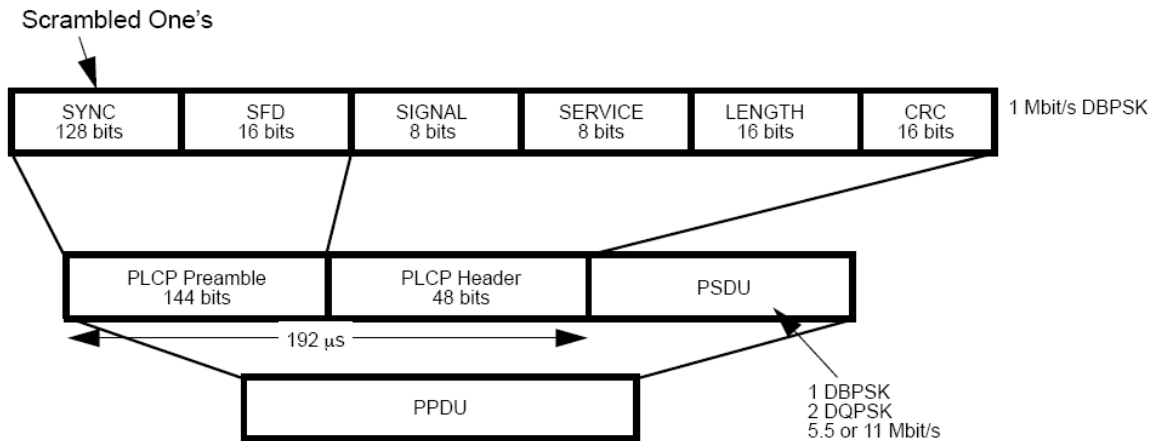 Scrambled One's
SYNC
128 bits
SFD
16 bits
SIGNAL
8 bits
SERVICE
8 bits
LENGTH
16 bits
CRC
16 bits
1 Mbit/s DBPSK
PLCP Preamble
144 bits
PLCP Header
48 bits
PSDU
192 μs
PPDU
1 DBPSK
2 DQPSK
5.5 or 11 Mbit/s